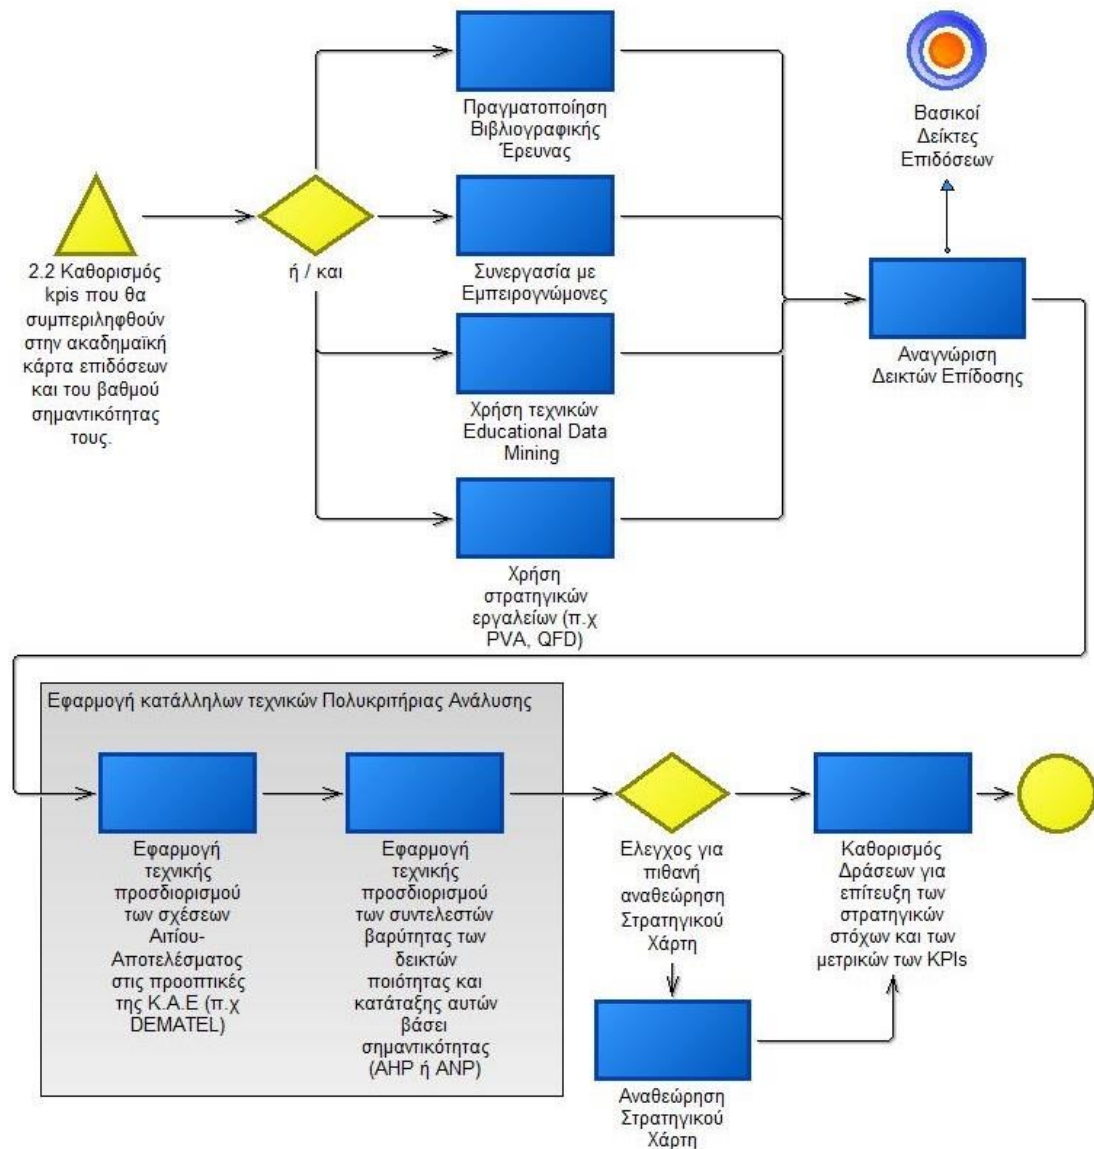 Πραγματοποίηση
Βιβλιογραφικής
Έρευνας
Βασικοί
Δείκτες
Επιδόσεων
2.2 Καθορισμός
kpis που θα
συμπεριληφθούν
στην ακαδημαϊκή
κάρτα επιδόσεων
και του βαθμού
σημαντικότητας
τους.
ή / και
Συνεργασία με
Εμπειρογνώμονες
Χρήση τεχνικών
Educational Data
Mining
Αναγνώριση
Δεικτών Επίδοσης
Χρήση
στρατηγικών
εργαλείων (π.χ
PVA, QFD)
Εφαρμογή κατάλληλων τεχνικών Πολυκριτήριας Ανάλυσης
Εφαρμογή
τεχνικής
προσδιορισμού
των σχέσεων
Αιτίου-
Αποτελέσματος
στις προοπτικές
της Κ.Α.Ε (π.χ
DEMATEL)
Εφαρμογή
τεχνικής
προσδιορισμού
των συντελεστών
βαρύτητας των
δεικτών
ποιότητας και
κατάταξης αυτών
βάσει
σημαντικότητας
(AHP ή ANP)
Ελεγχος για
πιθανή
αναθεώρηση
Στρατηγικού
Χάρτη
Καθορισμός
Δράσεων για
επίτευξη των
στρατηγικών
στόχων και των
μετρικών των KPIs
Αναθεώρηση
Στρατηγικού
Χάρτη